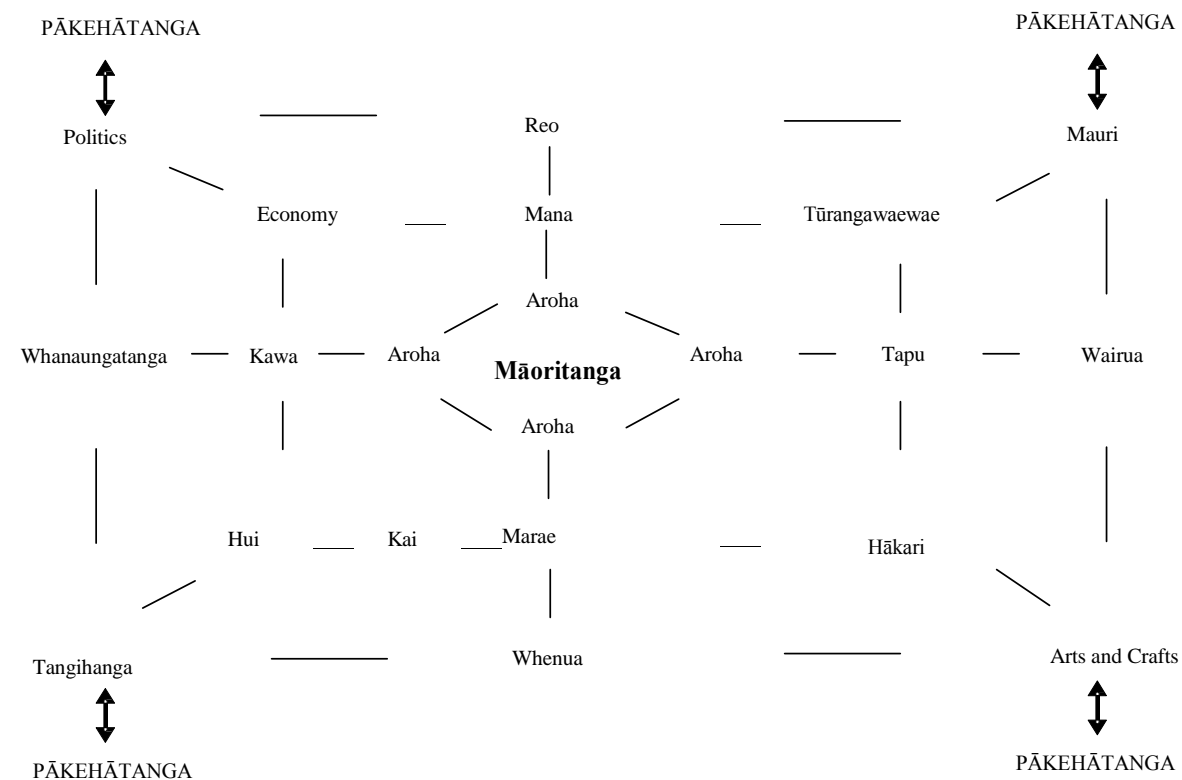 PĀKEHĀTANGA PĀKEHĀTANGA
Politics Reo Mauri
Economy Mana Tūrangawaewae
Aroha
Whanaungatanga Kawa Aroha Māoritanga Aroha Tapu Wairua
Aroha
Hui Kai Marae Hākari
Tangihanga Whenua Arts and Crafts
PĀKEHĀTANGA PĀKEHĀTANGA